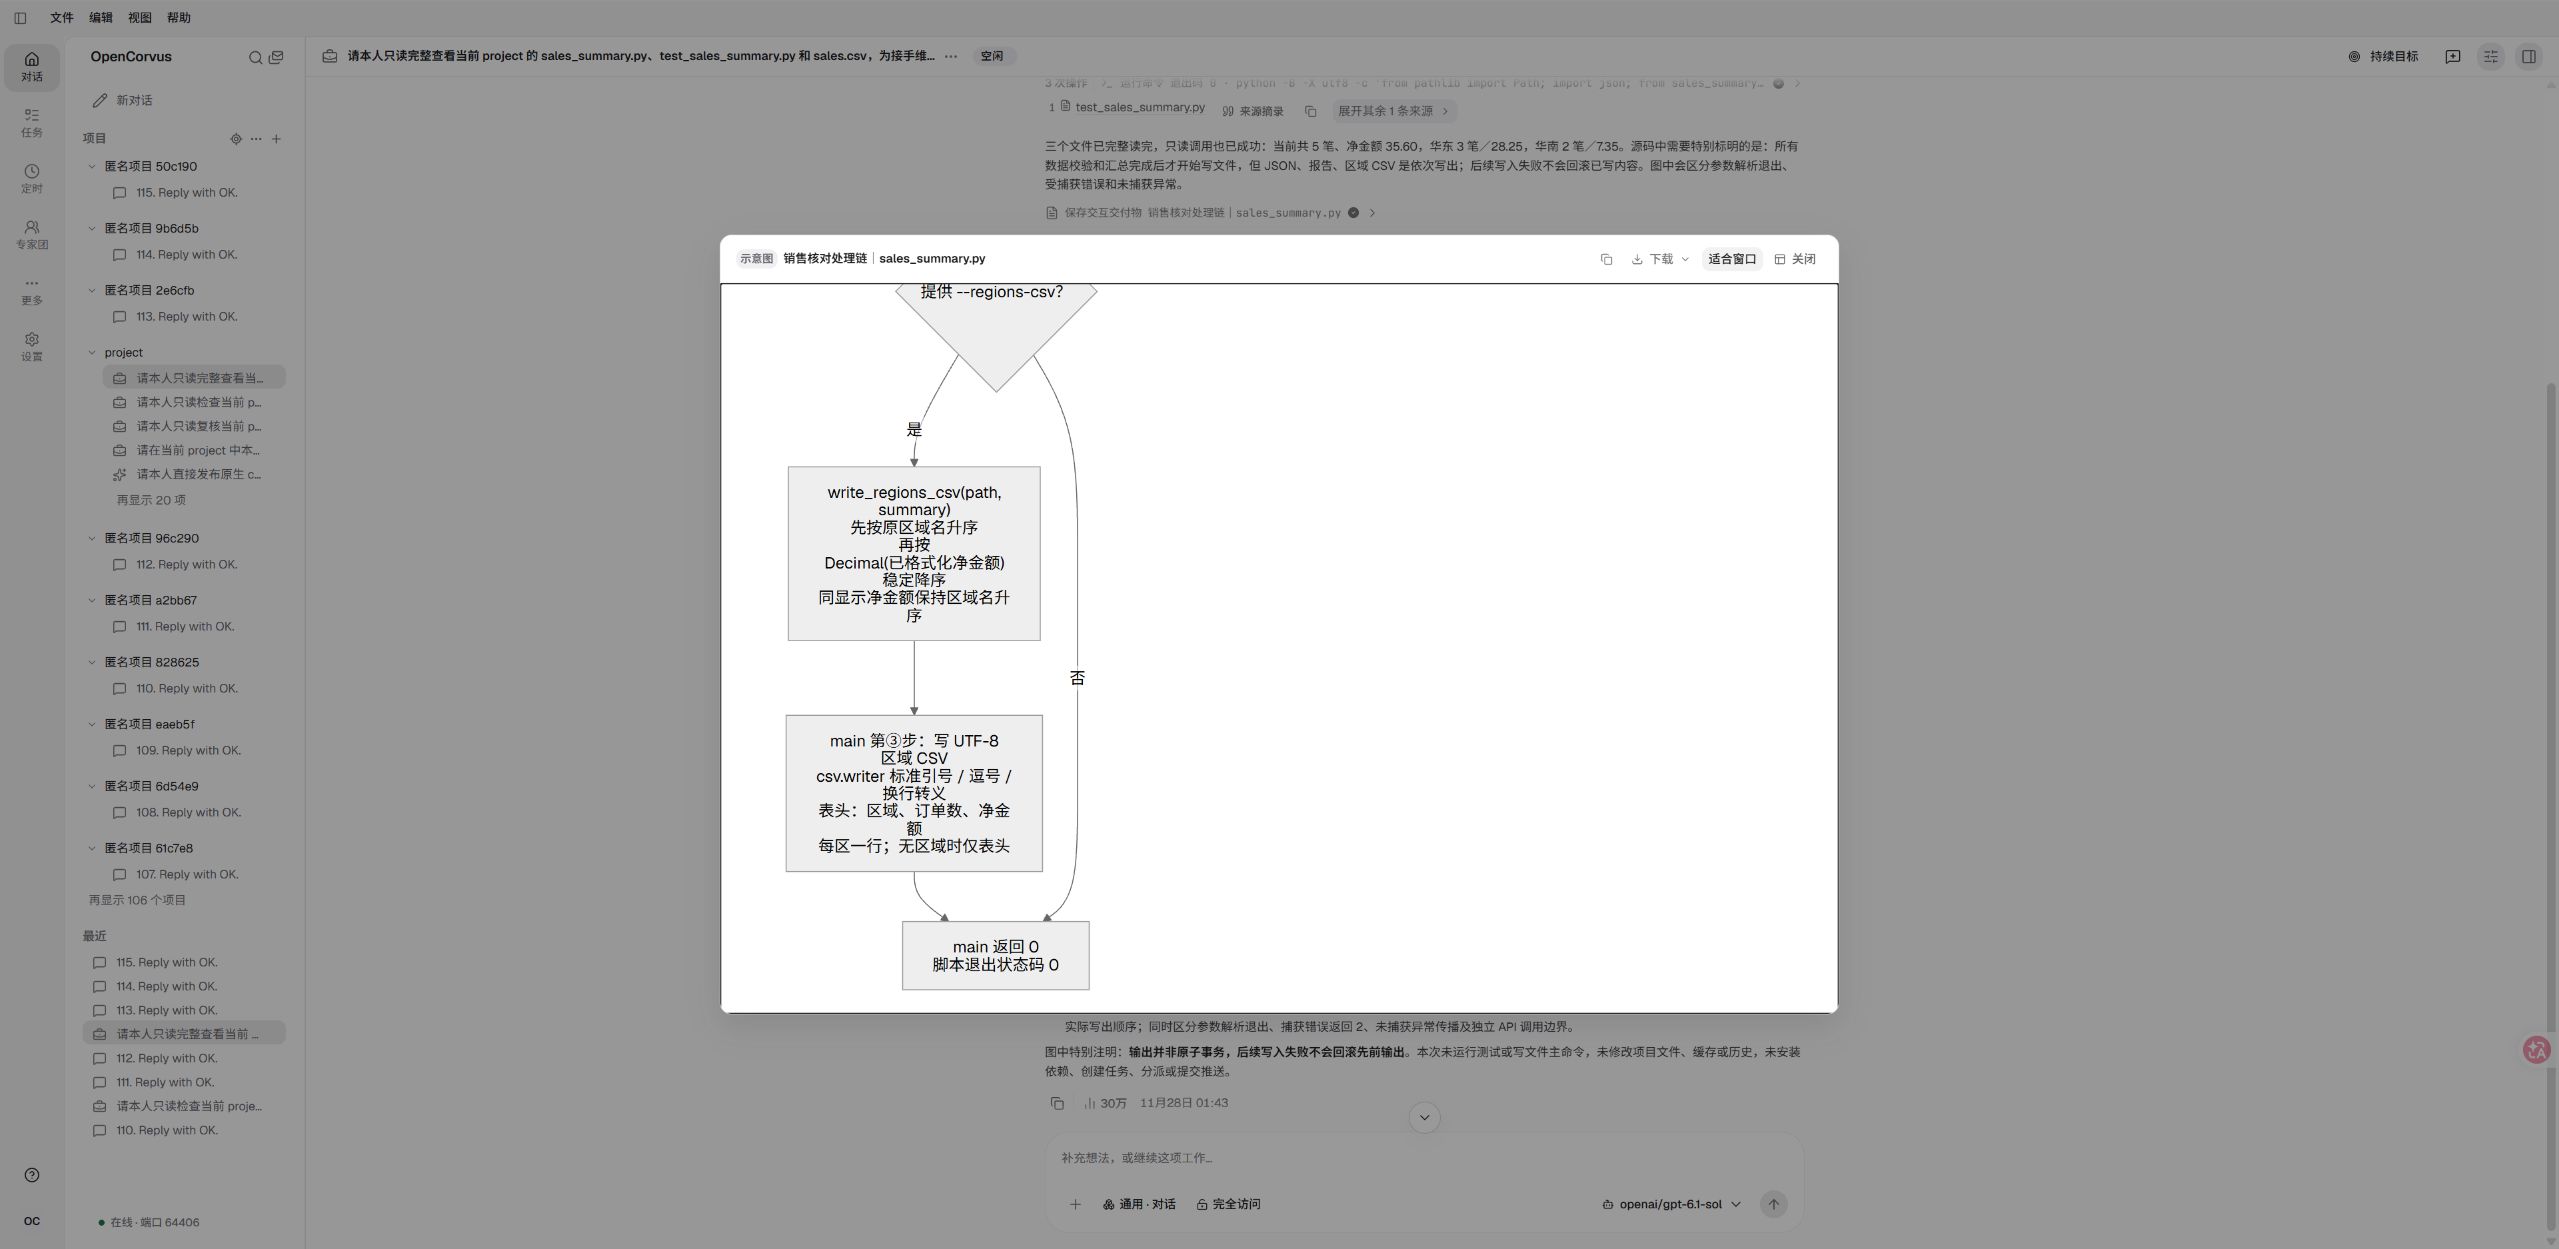 文件 编辑 视图 帮助
对话
任务
定时
专家团
更多
设置
OC
OpenCorvus
新对话
项目
匿名项目 50c190
115. Reply with OK.
匿名项目 9b6d5b
114. Reply with OK.
匿名项目 2e6cfb
113. Reply with OK.
project
请本人只读完整查看当...
请本人只读检查当前 p...
请本人只读复核当前 p...
请在当前 project 中本...
请本人直接发布原生 c...
再显示 20 项
匿名项目 96c290
112. Reply with OK.
匿名项目 a2bb67
111. Reply with OK.
匿名项目 828625
110. Reply with OK.
匿名项目 eaeb5f
109. Reply with OK.
匿名项目 6d54e9
108. Reply with OK.
匿名项目 61c7e8
107. Reply with OK.
再显示 106 个项目
最近
115. Reply with OK.
114. Reply with OK.
113. Reply with OK.
请本人只读完整查看当前 ...
112. Reply with OK.
111. Reply with OK.
请本人只读检查当前 proje...
110. Reply with OK.
在线 · 端口 64406
请本人只读完整查看当前 project 的 sales_summary.py、test_sales_summary.py 和 sales.csv，为接手维... ··· 空闲
持续目标
3 次操作 >_ 运行命令 退出码 0 · python -B -X utf8 -c 'from pathlib import Path; import json; from sales_summary…
1 test_sales_summary.py 来源摘录 展开其余 1 条来源
三个文件已完整读完，只读调用也已成功：当前共 5 笔、净金额 35.60，华东 3 笔／28.25，华南 2 笔／7.35。源码中需要特别标明的是：所有
数据校验和汇总完成后才开始写文件，但 JSON、报告、区域 CSV 是依次写出；后续写入失败不会回滚已写内容。图中会区分参数解析退出、
受捕获错误和未捕获异常。
保存交互交付物 销售核对处理链｜sales_summary.py
示意图 销售核对处理链｜sales_summary.py
下载 适合窗口 关闭
提供 --regions-csv？
是
write_regions_csv(path,
summary)
先按原区域名升序
再按
Decimal(已格式化净金额)
稳定降序
同显示净金额保持区域名升
序
否
main 第③步：写 UTF-8
区域 CSV
csv.writer 标准引号 / 逗号 /
换行转义
表头：区域、订单数、净金
额
每区一行；无区域时仅表头
main 返回 0
脚本退出状态码 0
实际写出顺序；同时区分参数解析退出、捕获错误返回 2、未捕获异常传播及独立 API 调用边界。
图中特别注明：输出并非原子事务，后续写入失败不会回滚先前输出。本次未运行测试或写文件主命令，未修改项目文件、缓存或历史，未安装
依赖、创建任务、分派或提交推送。
30万 11月28日 01:43
补充想法，或继续这项工作...
通用 · 对话 完全访问
openai/gpt-6.1-sol